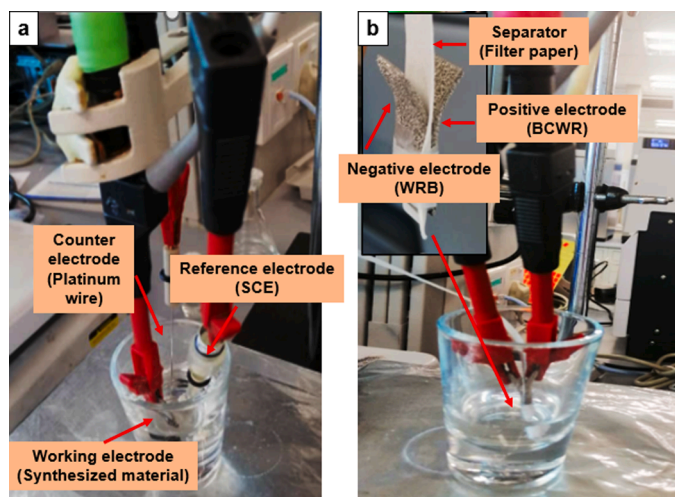 a
Counter
electrode
(Platinum
wire)
Reference electrode
(SCE)
Working electrode
(Synthesized material)
b
Separator
(Filter paper)
Positive electrode
(BCWR)
Negative electrode
(WRB)